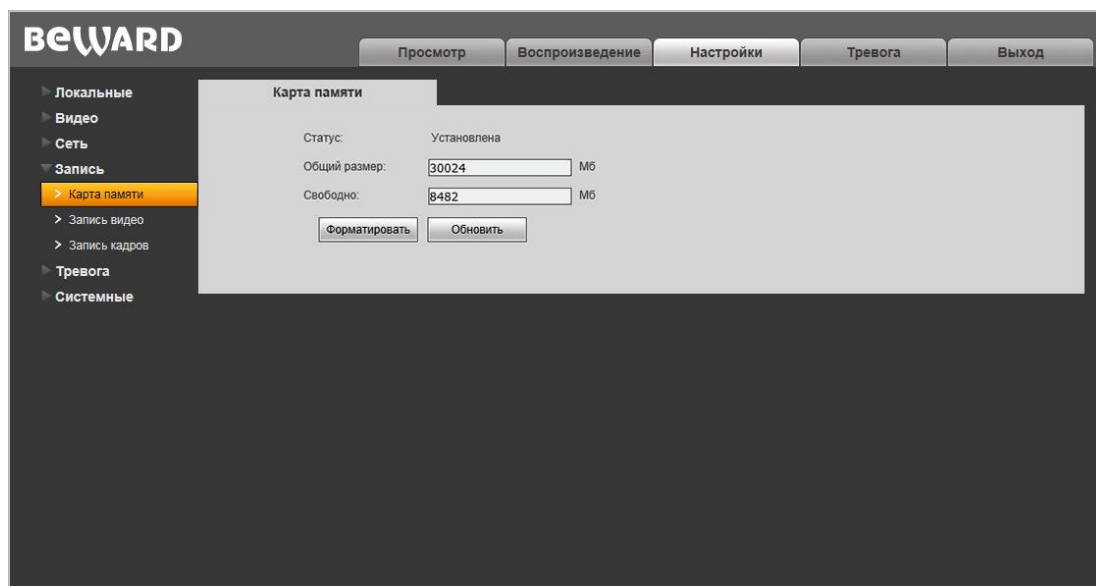 BEWARD
Просмотр Воспроизведение Настройки Тревога Выход
Локальные
Видео
Сеть
Запись
> Карта памяти
> Запись видео
> Запись кадров
Тревога
Системные
Карта памяти
Статус: Установлена
Общий размер: 30024 Мб
Свободно: 8482 Мб
Форматировать Обновить